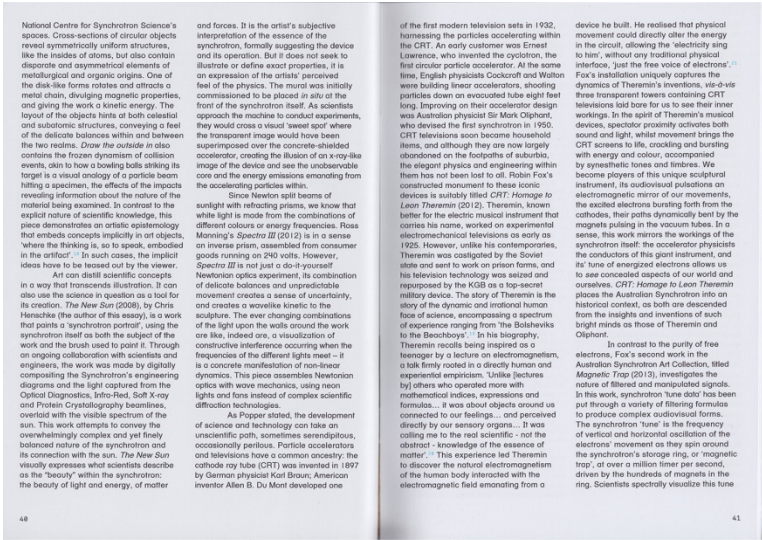 National Centre for Synchrotron Science's
spaces. Cross-sections of circular objects
reveal symmetrically uniform structures,
like the insides of atoms, but also contain
disparate and asymmetrical elements of
metallurgical and organic origins. One of
the disk-like forms rotates and attracts a
metal chain, divulging magnetic properties,
and giving the work a kinetic energy. The
layout of the objects hints at both celestial
and subatomic structures, conveying a feel
of the delicate balances within and between
the two realms. Draw the outside in also
contains the frozen dynamism of collision
events, akin to how a bowling balls striking its
target is a visual analogy of a particle beam
hitting a specimen, the effects of the impacts
revealing information about the nature of the
material being examined. In contrast to the
explicit nature of scientific knowledge, this
piece demonstrates an artistic epistemology
that embeds concepts implicity in art objects,
'where the thinking is, so to speak, embodied
in the artifact'. In such cases, the implicit
ideas have to be teased out by the viewer.
Art can distill scientific concepts
in a way that transcends illustration. It can
also use the science in question as a tool for
its creation. The New Sun (2008), by Chris
Henschke (the author of this essay), is a work
that paints a 'synchrotron portrait', using the
synchrotron itself as both the subject of the
work and the brush used to paint it. Through
an ongoing collaboration with scientists and
engineers, the work was made by digitally
compositing the Synchrotron's engineering
diagrams and the light captured from the
Optical Diagnostics, Infra-Red, Soft X-ray
and Protein Crystallography beamlines,
overlaid with the visible spectrum of the
sun. This work attempts to convey the
overwhelmingly complex and yet finely
balanced nature of the synchrotron and
its connection with the sun. The New Sun
visually expresses what scientists describe
as the "beauty" within the synchrotron:
the beauty of light and energy, of matter
40
and forces. It is the artist's subjective
interpretation of the essence of the
synchrotron, formally suggesting the device
and its operation. But it does not seek to
illustrate or define exact properties, it is
an expression of the artists' perceived
feel of the physics. The mural was initially
commissioned to be placed in situ at the
front of the synchrotron itself. As scientists
approach the machine to conduct experiments,
they would cross a visual 'sweet spot' where
the transparent image would have been
superimposed over the concrete-shielded
accelerator, creating the illusion of an x-ray-like
image of the device and see the unobservable
core and the energy emissions emanating from
the accelerating particles within.
Since Newton split beams of
sunlight with refracting prisms, we know that
white light is made from the combinations of
different colours or energy frequencies. Ross
Manning's Spectra III (2012) is in a sense
an inverse prism, assembled from consumer
goods running on 240 volts. However,
Spectra III is not just a do-it-yourself
Newtonian optics experiment, its combination
of delicate balances and unpredictable
movement creates a sense of uncertainty,
and creates a wavelike kinetic to the
sculpture. The ever changing combinations
of the light upon the walls around the work
are like, indeed are, a visualization of
constructive interference occurring when the
frequencies of the different lights meet – it
is a concrete manifestation of non-linear
dynamics. This piece assembles Newtonian
optics with wave mechanics, using neon
lights and fans instead of complex scientific
diffraction technologies.
As Popper stated, the development
of science and technology can take an
unscientific path, sometimes serendipitous,
occasionally perilous. Particle accelerators
and televisions have a common ancestry: the
cathode ray tube (CRT) was invented in 1897
by German physicist Karl Braun; American
inventor Allen B. Du Mont developed one
of the first modern television sets in 1932,
harnessing the particles accelerating within
the CRT. An early customer was Ernest
Lawrence, who invented the cyclotron, the
first circular particle accelerator. At the same
time, English physicists Cockcroft and Walton
were building linear accelerators, shooting
particles down an evacuated tube eight feet
long. Improving on their accelerator design
was Australian physicist Sir Mark Oliphant,
who devised the first synchrotron in 1950.
CRT televisions soon became household
items, and although they are now largely
abandoned on the footpaths of suburbia,
the elegant physics and engineering within
them has not been lost to all. Robin Fox's
constructed monument to these iconic
devices is suitably titled CRT: Homage to
Leon Theremin (2012). Theremin, known
better for the electric musical instrument that
carries his name, worked on experimental
electromechanical televisions as early as
1925. However, unlike his contemporaries,
Theremin was castigated by the Soviet
state and sent to work on prison farms, and
his television technology was seized and
repurposed by the KGB as a top-secret
military device. The story of Theremin is the
story of the dynamic and irrational human
face of science, encompassing a spectrum
of experience ranging from 'the Bolsheviks
to the Beachboys'. In his biography,
Theremin recalls being inspired as a
teenager by a lecture on electromagnetism,
a talk firmly rooted in a directly human and
experiential empiricism. 'Unlike [lectures
by] others who operated more with
mathematical indices, expressions and
formulas... it was about objects around us
connected to our feelings... and perceived
directly by our sensory organs... It was
calling me to the real scientific - not the
abstract - knowledge of the essence of
matter'. This experience led Theremin
to discover the natural electromagnetism
of the human body interacted with the
electromagnetic field emanating from a
device he built. He realised that physical
movement could directly alter the energy
in the circuit, allowing the 'electricity sing
to him', without any traditional physical
interface, 'just the free voice of electrons'.
Fox's installation uniquely captures the
dynamics of Theremin's inventions, vis-à-vis
three transparent towers containing CRT
televisions laid bare for us to see their inner
workings. In the spirit of Theremin's musical
devices, spectator proximity activates both
sound and light, whilst movement brings the
CRT screens to life, crackling and bursting
with energy and colour, accompanied
by synesthetic tones and timbres. We
become players of this unique sculptural
instrument, its audiovisual pulsations an
electromagnetic mirror of our movements,
the excited electrons bursting forth from the
cathodes, their paths dynamically bent by the
magnets pulsing in the vacuum tubes. In a
sense, this work mirrors the workings of the
synchrotron itself: the accelerator physicists
the conductors of this giant instrument, and
its' tune of energized electrons allows us
to see concealed aspects of our world and
ourselves. CRT: Homage to Leon Theremin
places the Australian Synchrotron into an
historical context, as both are descended
from the insights and inventions of such
bright minds as those of Theremin and
Oliphant.
In contrast to the purity of free
electrons, Fox's second work in the
Australian Synchrotron Art Collection, titled
Magnetic Trap (2013), investigates the
nature of filtered and manipulated signals.
In this work, synchrotron 'tune data' has been
put through a variety of filtering formulas
to produce complex audiovisual forms.
The synchrotron 'tune' is the frequency
of vertical and horizontal oscillation of the
electrons' movement as they spin around
the synchrotron's storage ring, or 'magnetic
trap', at over a million timer per second,
driven by the hundreds of magnets in the
ring. Scientists spectrally visualize this tune
41